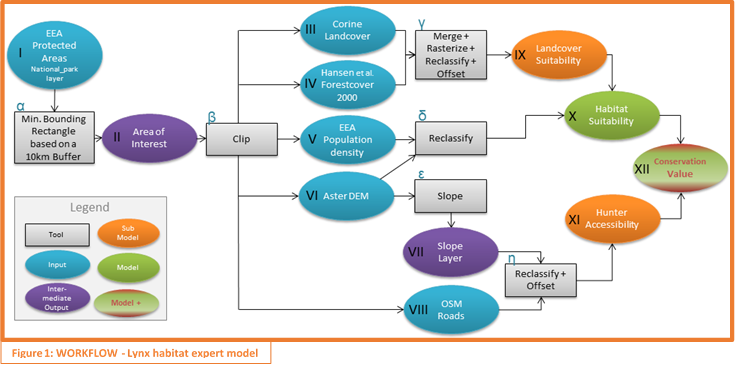 I
EEA
Protected
Areas
National_park
layer
α
Min. Bounding
Rectangle
based on a
10km Buffer
II
Area of
Interest
β
Clip
III
Corine
Landcover
IV
Hansen et al.
Forestcover
2000
V
EEA
Population
density
VI
Aster DEM
γ
Merge +
Rasterize +
Reclassify +
Offset
δ
Reclassify
ε
Slope
VII
Slope
Layer
VIII
OSM
Roads
η
Reclassify +
Offset
IX
Landcover
Suitability
X
Habitat
Suitability
XI
Hunter
Accessibility
XII
Conservation
Value
Legend
Tool
Sub
Model
Input
Model
Inter-
mediate
Output
Model +
Figure 1: WORKFLOW - Lynx habitat expert model